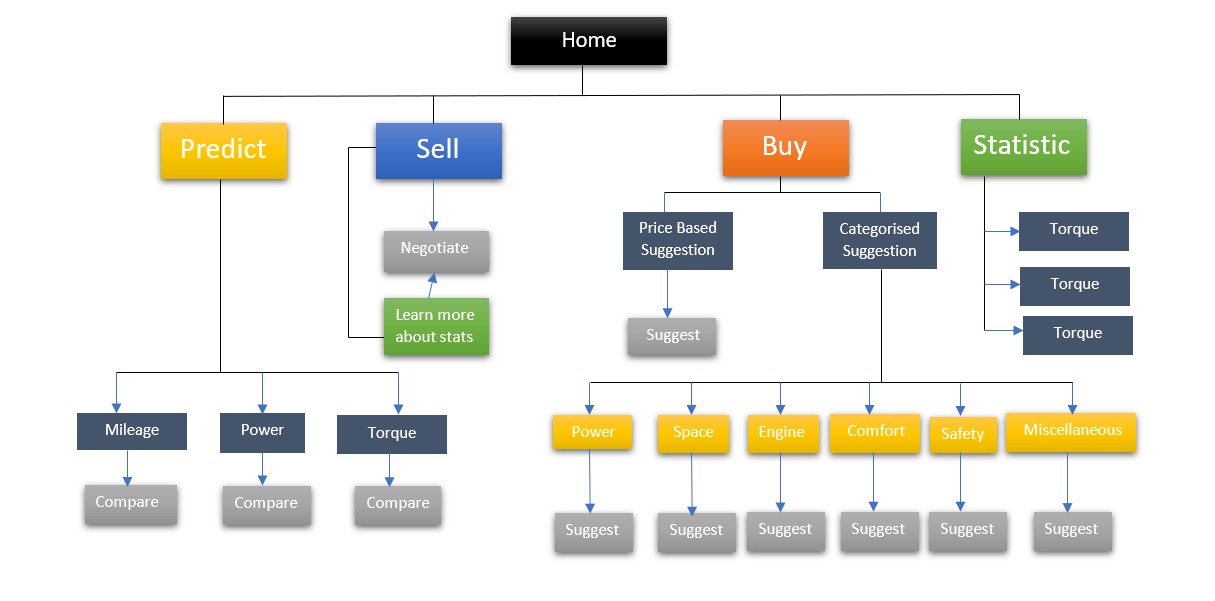 Home
Predict
Sell
Buy
Statistic
Negotiate
Learn more
about stats
Price Based
Suggestion
Categorised
Suggestion
Suggest
Torque
Torque
Torque
Mileage
Power
Torque
Compare
Compare
Compare
Power
Space
Engine
Comfort
Safety
Miscellaneous
Suggest
Suggest
Suggest
Suggest
Suggest
Suggest